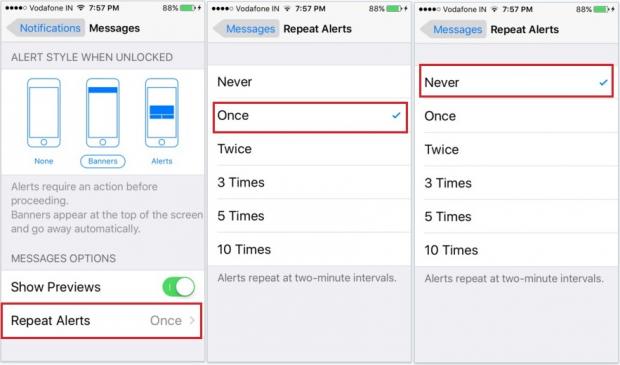 Vodafone IN 7:57 PM 88%
Notifications Messages
ALERT STYLE WHEN UNLOCKED
None Banners Alerts
Alerts require an action before
proceeding.
Banners appear at the top of the screen
and go away automatically.
MESSAGES OPTIONS
Show Previews
Repeat Alerts Once
Vodafone IN 7:57 PM 88%
Messages Repeat Alerts
Never
Once
Twice
3 Times
5 Times
10 Times
Alerts repeat at two-minute intervals.
Vodafone IN 7:57 PM 88%
Messages Repeat Alerts
Never
Once
Twice
3 Times
5 Times
10 Times
Alerts repeat at two-minute intervals.